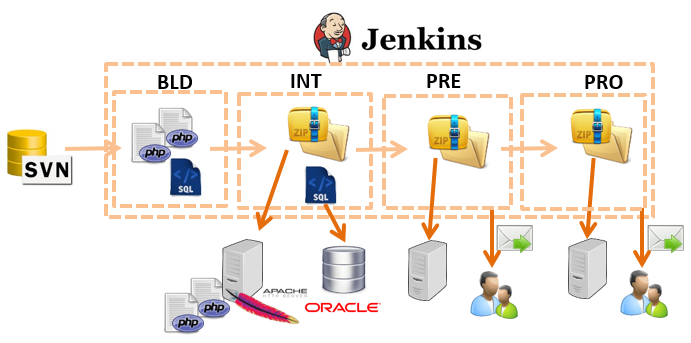 Jenkins
BLD
INT
PRE
PRO
ZIP
ZIP
ZIP
php
php
SQL
SVN
SQL
APACHE
HTTP SERVER
ORACLE
php
php